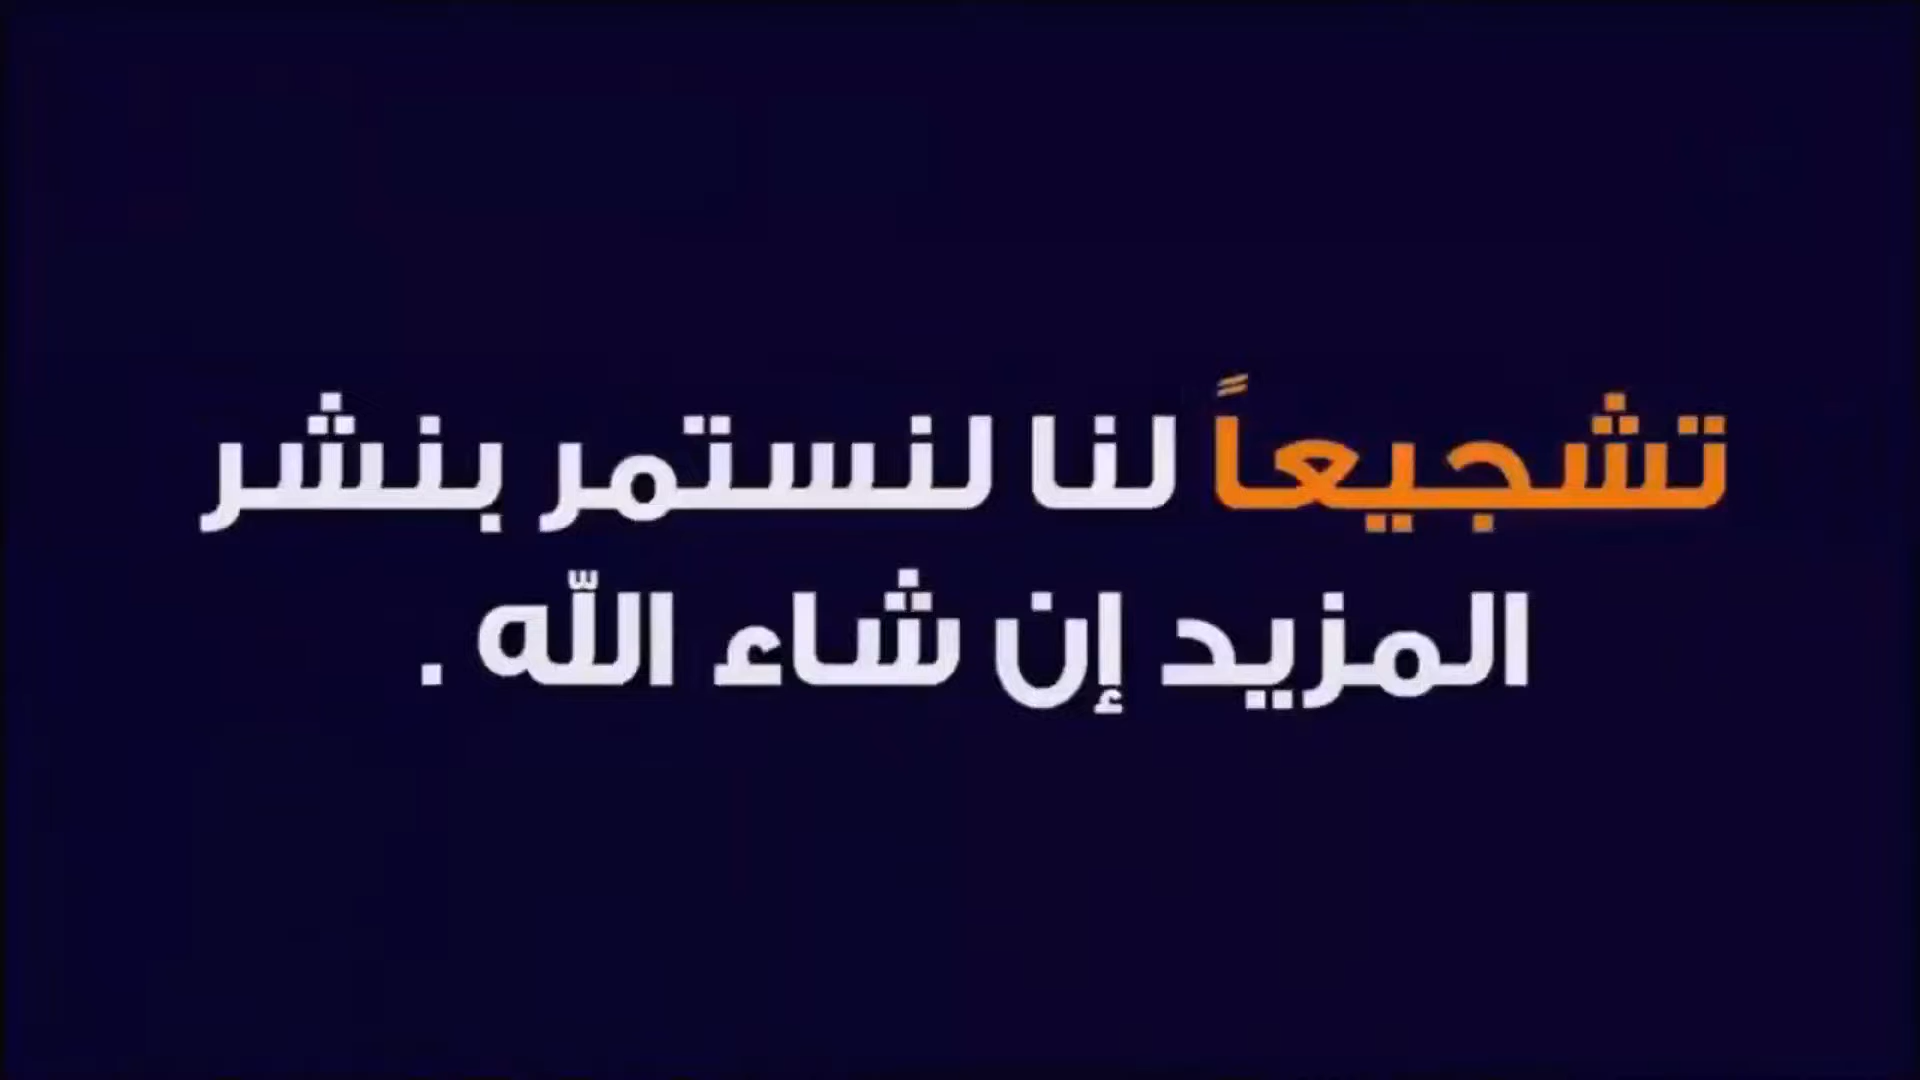 تشجيعاً لنا لنستمر بنشر
المزيد إن شاء اللّه .